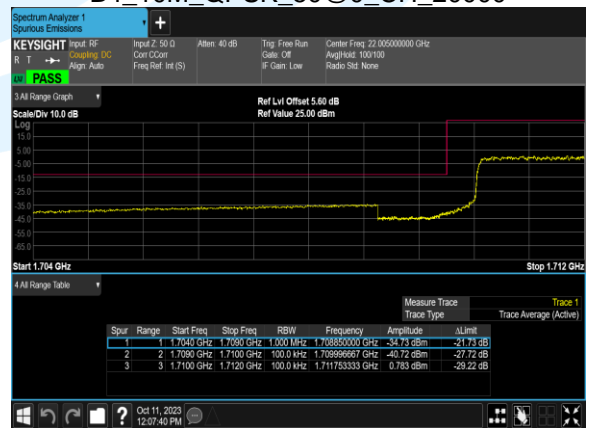 Spectrum Analyzer 1
Spurious Emissions
KEYSIGHT Input: RF Input Z: 50 Ω Atten: 40 dB Trig: Free Run Center Freq: 22.005000000 GHz
R T Coupling: DC Corr CCorr Gate: Off Avg|Hold: 100/100
Align: Auto Freq Ref: Int (S) IF Gain: Low Radio Std: None
PASS
3 All Range Graph
Ref Lvl Offset 5.60 dB
Scale/Div 10.0 dB Ref Value 25.00 dBm
Log
15.0
5.00
-5.00
-15.0
-25.0
-35.0
-45.0
-55.0
-65.0
Start 1.704 GHz Stop 1.712 GHz
4 All Range Table
Measure Trace Trace 1
Trace Type Trace Average (Active)
Spur Range Start Freq Stop Freq RBW Frequency Amplitude ΔLimit
1 1 1.7040 GHz 1.7090 GHz 1.000 MHz 1.708850000 GHz -34.73 dBm -21.73 dB
2 2 1.7090 GHz 1.7100 GHz 100.0 kHz 1.709996667 GHz -40.72 dBm -27.72 dB
3 3 1.7100 GHz 1.7120 GHz 100.0 kHz 1.711753333 GHz 0.783 dBm -29.22 dB
Oct 11, 2023
12:07:40 PM